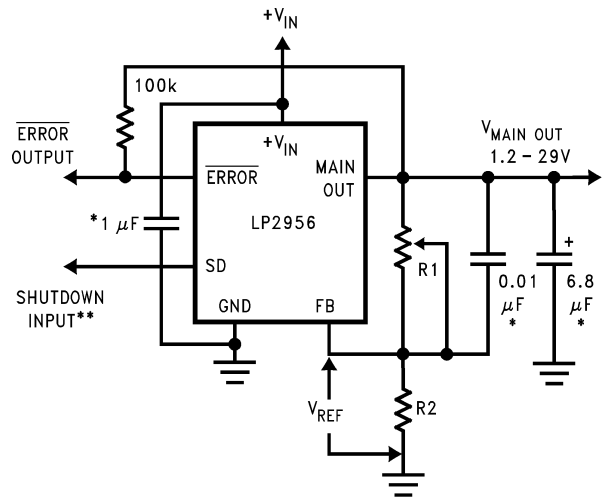 +VIN
100k
ERROR
OUTPUT
+VIN
ERROR
MAIN
OUT
VMAIN OUT
1.2 - 29V
*1 μF
LP2956
SD
R1
SHUTDOWN
INPUT**
GND
FB
0.01
μF
*
+
6.8
μF
*
VREF
R2